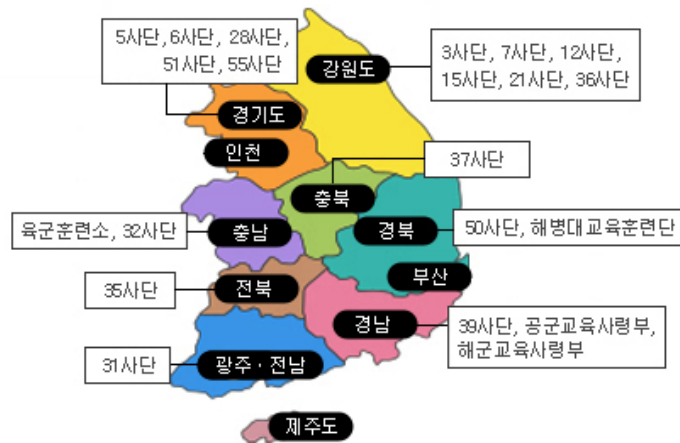 5사단, 6사단, 28사단,
51사단, 55사단
강원도
3사단, 7사단, 12사단,
15사단, 21사단, 36사단
경기도
인천
37사단
충북
육군훈련소, 32사단
충남
경북
50사단, 해병대교육훈련단
부산
35사단
전북
경남
39사단, 공군교육사령부,
해군교육사령부
31사단
광주·전남
제주도